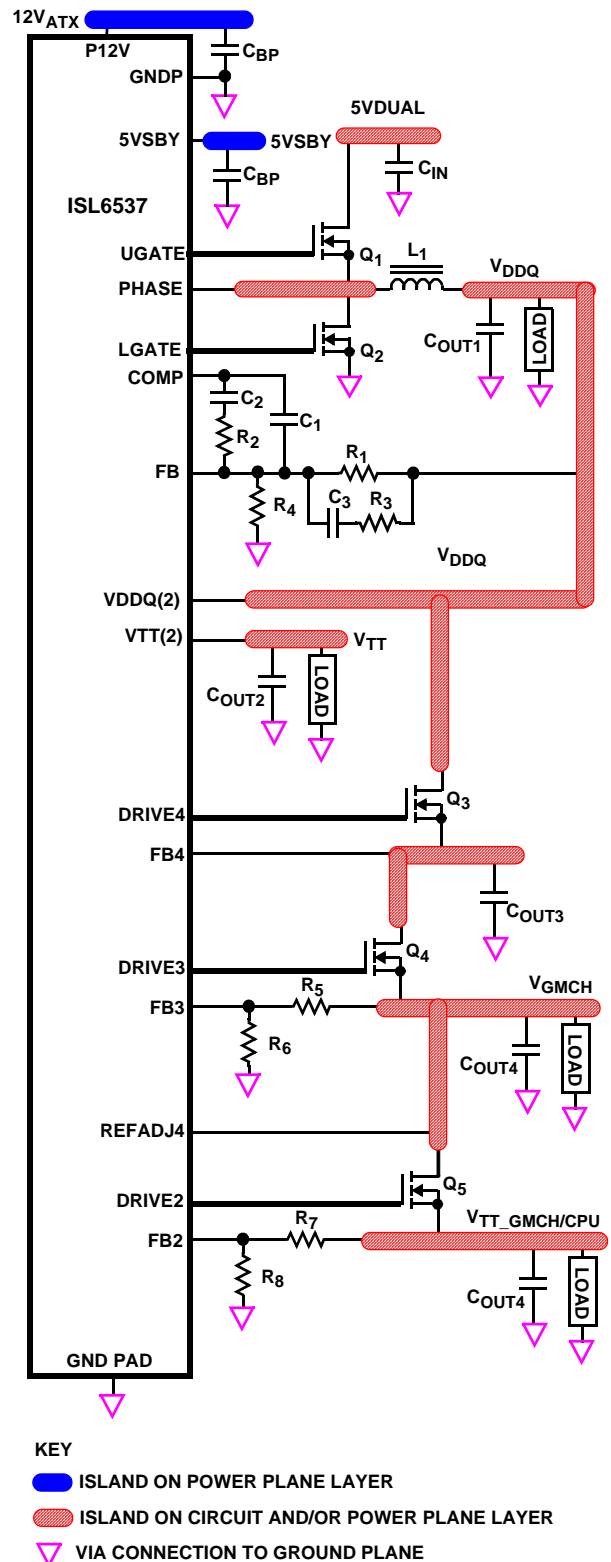 12VATX
P12V
CBP
GNDP
5VDUAL
5VSBY
5VSBY
CBP
CIN
ISL6537
UGATE
Q1
L1
VDDQ
PHASE
COUT1
LOAD
LGATE
Q2
COMP
C2
C1
R2
R1
FB
R4
C3
R3
VDDQ
VDDQ(2)
VTT(2)
VTT
COUT2
LOAD
Q3
DRIVE4
FB4
COUT3
Q4
DRIVE3
R5
VGMCH
FB3
R6
COUT4
LOAD
REFADJ4
Q5
DRIVE2
R7
VTT_GMCH/CPU
FB2
R8
COUT4
LOAD
GND PAD
KEY
ISLAND ON POWER PLANE LAYER
ISLAND ON CIRCUIT AND/OR POWER PLANE LAYER
VIA CONNECTION TO GROUND PLANE